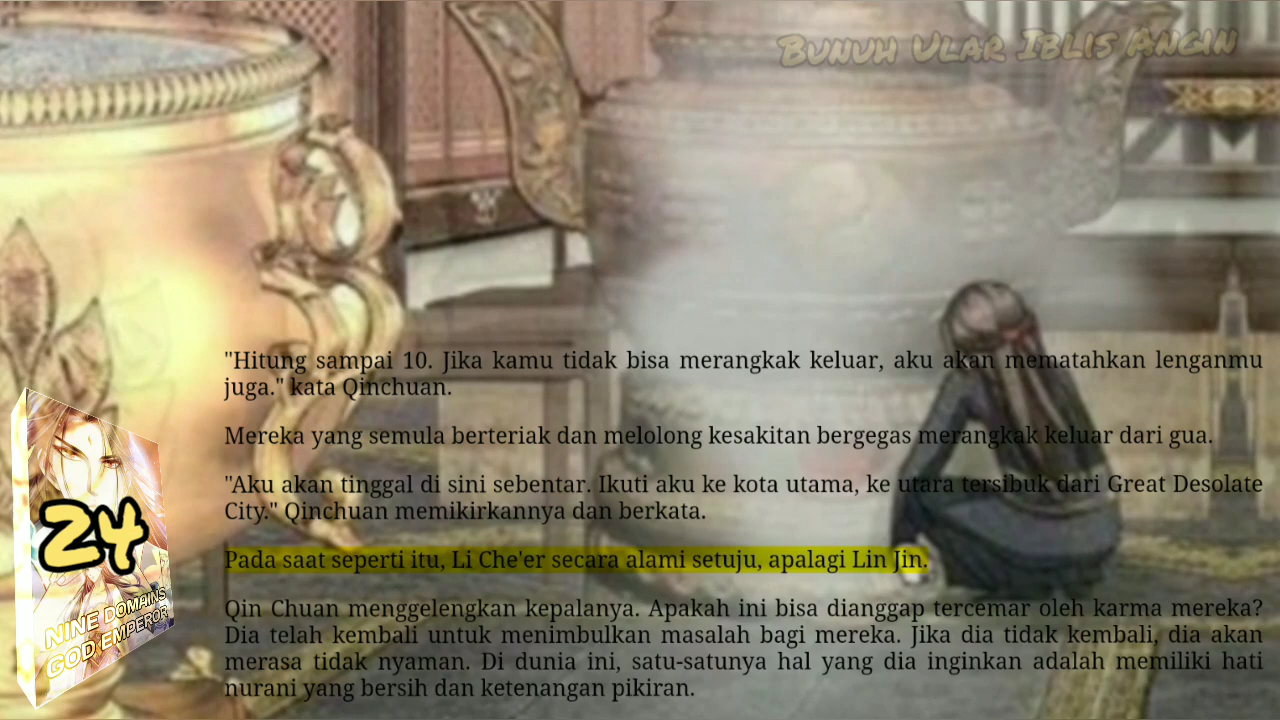 Bunuh Ular Iblis Angin
"Hitung sampai 10. Jika kamu tidak bisa merangkak keluar, aku akan mematahkan lenganmu
juga." kata Qinchuan.
Mereka yang semula berteriak dan melolong kesakitan bergegas merangkak keluar dari gua.
"Aku akan tinggal di sini sebentar. Ikuti aku ke kota utama, ke utara tersibuk dari Great Desolate
City." Qinchuan memikirkannya dan berkata.
Pada saat seperti itu, Li Che'er secara alami setuju, apalagi Lin Jin.
Qin Chuan menggelengkan kepalanya. Apakah ini bisa dianggap tercemar oleh karma mereka?
Dia telah kembali untuk menimbulkan masalah bagi mereka. Jika dia tidak kembali, dia akan
merasa tidak nyaman. Di dunia ini, satu-satunya hal yang dia inginkan adalah memiliki hati
nurani yang bersih dan ketenangan pikiran.
24
NINE DOMAINS
GOD EMPEROR